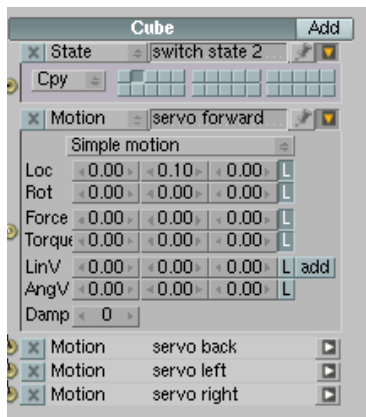 Cube Add
State switch state 2
Cpy
Motion servo forward
Simple motion
Loc 0.00 0.10 0.00 L
Rot 0.00 0.00 0.00 L
Force 0.00 0.00 0.00 L
Torque 0.00 0.00 0.00 L
LinV 0.00 0.00 0.00 L add
AngV 0.00 0.00 0.00 L
Damp 0
Motion servo back
Motion servo left
Motion servo right